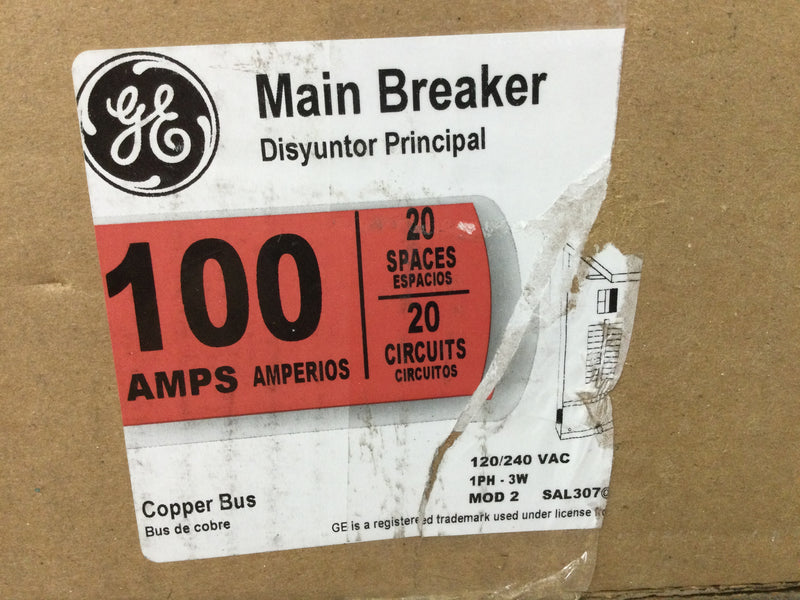 GE
Main Breaker
Disyuntor Principal
100
AMPS AMPERIOS
20
SPACES
ESPACIOS
20
CIRCUITS
CIRCUITOS
120/240 VAC
1PH - 3W
MOD 2 SAL307
Copper Bus
Bus de cobre
GE is a registered trademark used under license